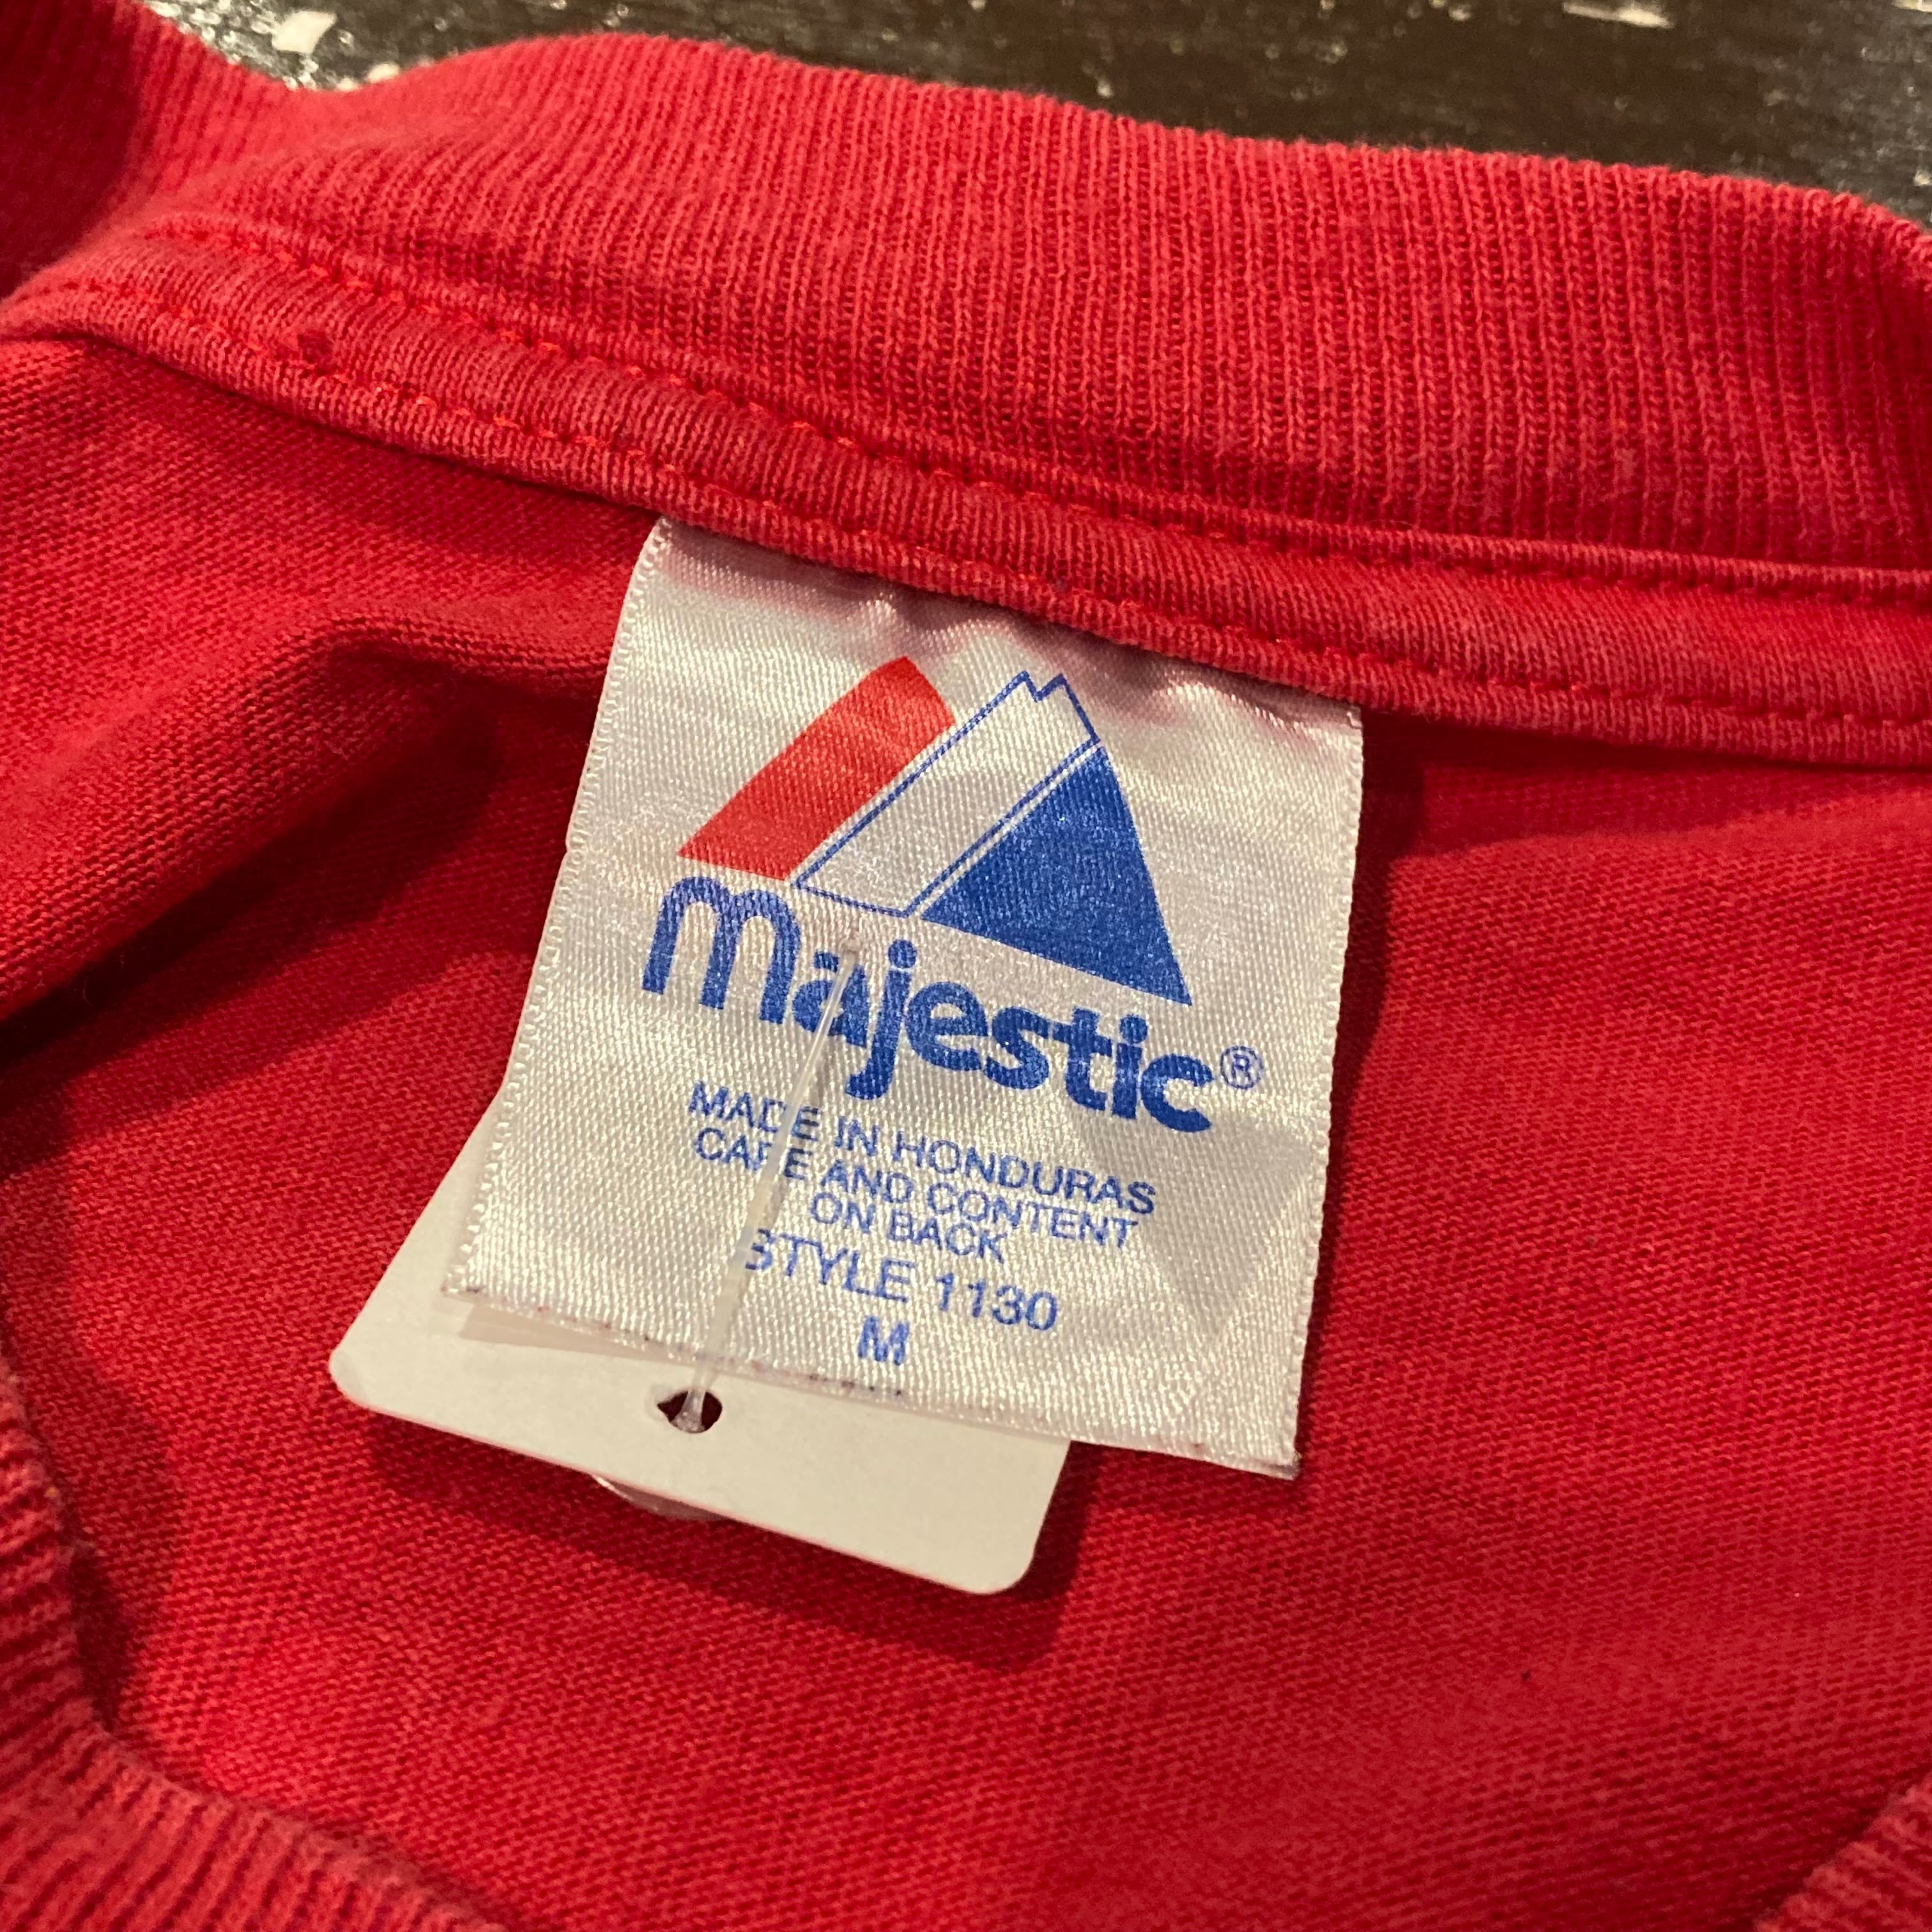 majestic®
MADE IN HONDURAS
CARE AND CONTENT
ON BACK
STYLE 1130
M